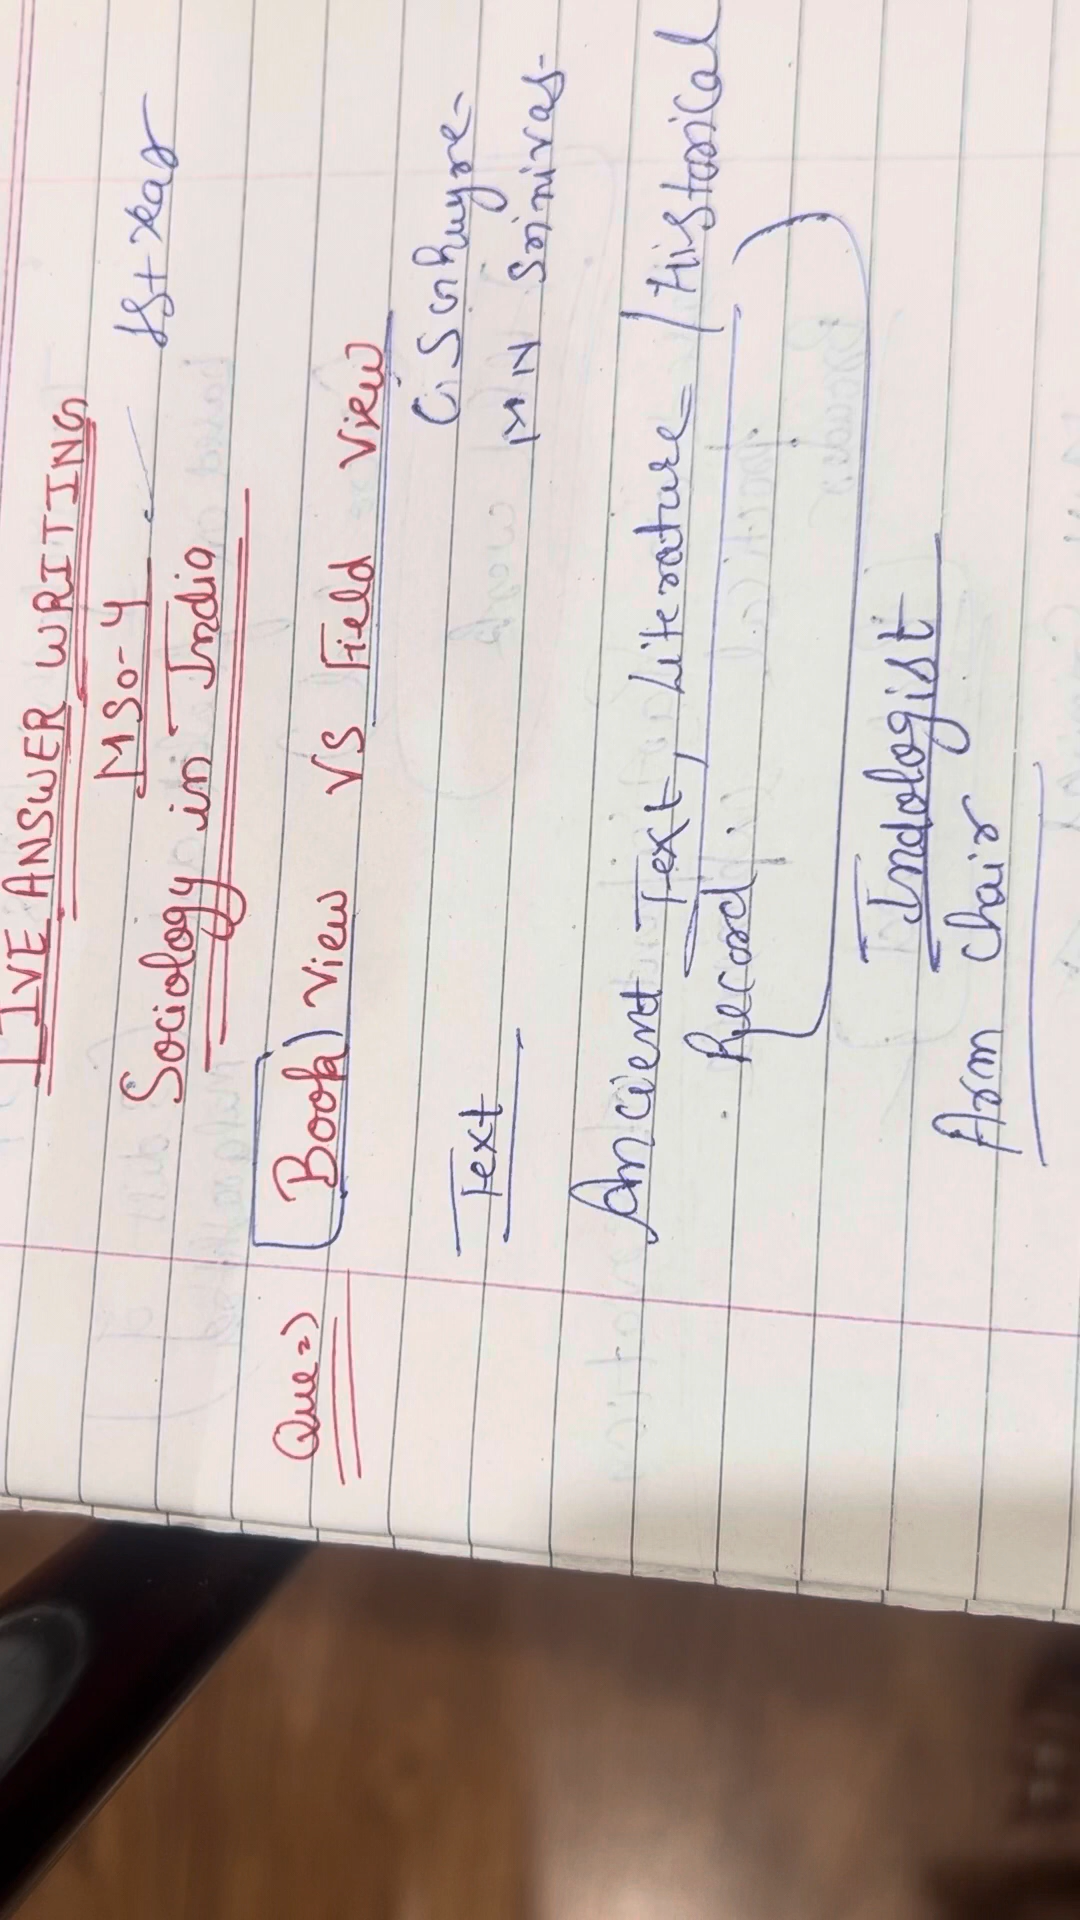 LIVE ANSWER WRITING
MSO-4
1St year
Sociology in India
Que=) Book view VS Field view
Text
G.S Ghurye
M N Srinivas
Ancient Text, Literature / Historical
Record.
Indologist
Arm Chair